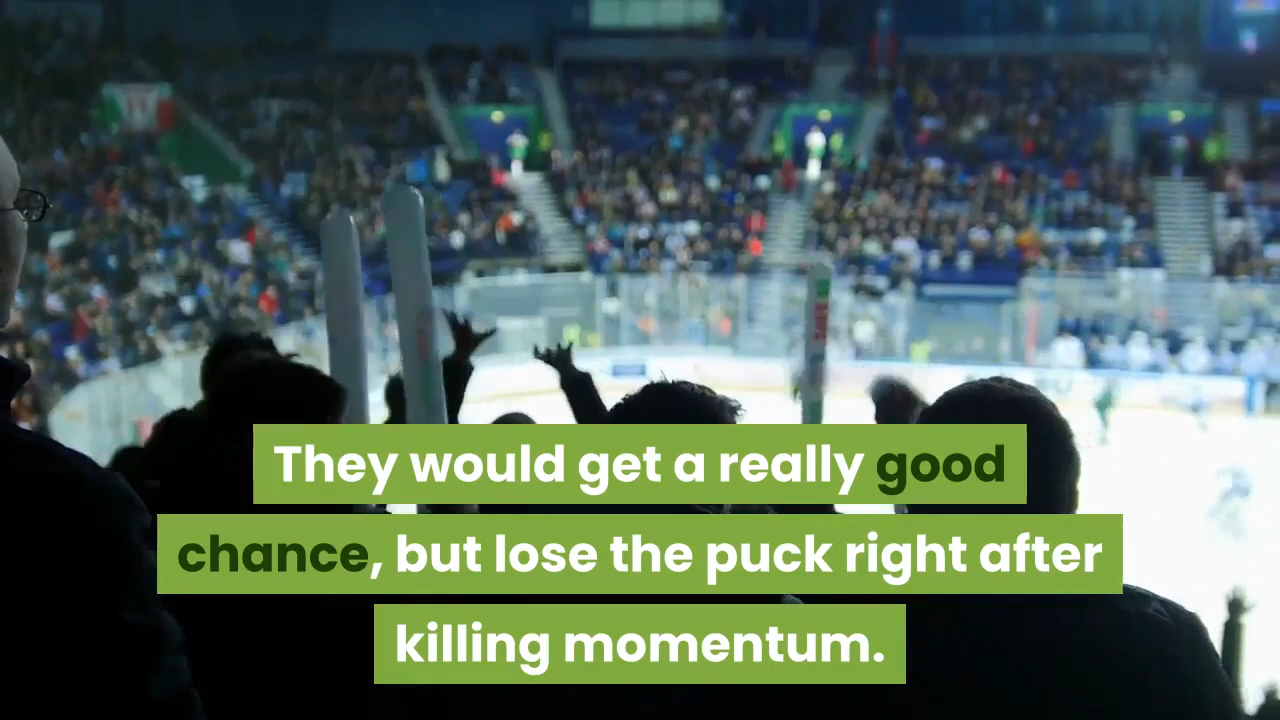 They would get a really good
chance, but lose the puck right after
killing momentum.